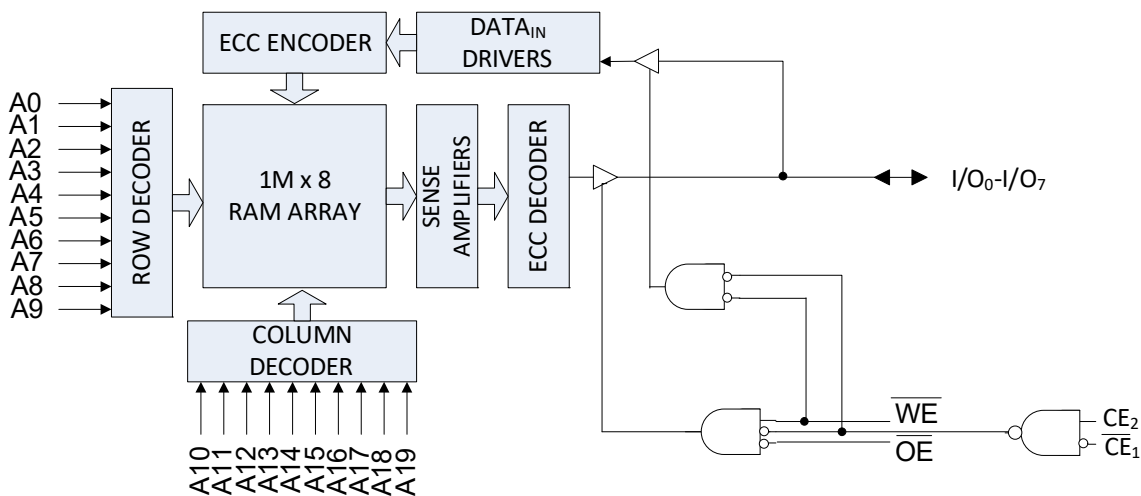 ECC ENCODER
DATAIN
DRIVERS
A0
A1
A2
A3
A4
A5
A6
A7
A8
A9
ROW DECODER
1M x 8
RAM ARRAY
SENSE
AMPLIFIERS
ECC DECODER
I/O0-I/O7
COLUMN
DECODER
A10
A11
A12
A13
A14
A15
A16
A17
A18
A19
WE
OE
CE2
CE1